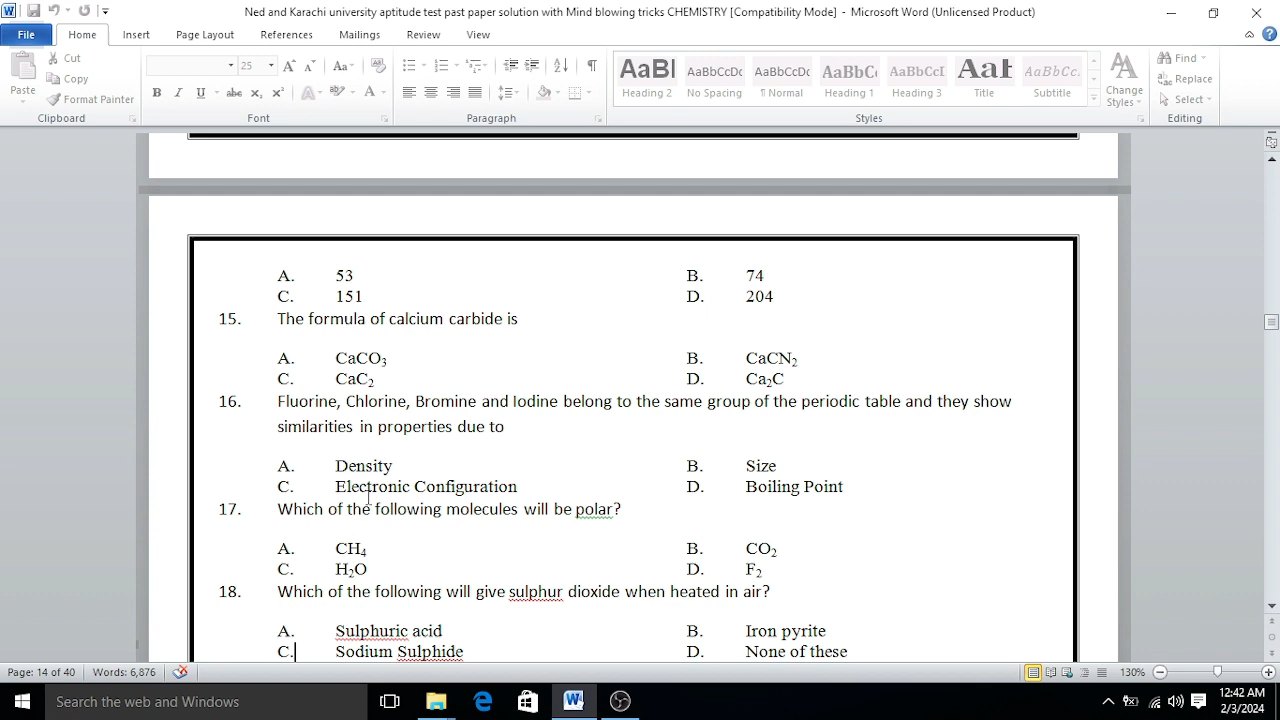 Ned and Karachi university aptitude test past paper solution with Mind blowing tricks CHEMISTRY [Compatibility Mode] - Microsoft Word (Unlicensed Product)
File Home Insert Page Layout References Mailings Review View
Paste Cut Copy Format Painter
25
AaBl AaBbCcDc AaBbCcDc AaBbC AaBbCcI Aat AaBbCc.
Heading 2 No Spacing ¶ Normal Heading 1 Heading 3 Title Subtitle
Change Styles
Find Replace Select
Clipboard Font Paragraph Styles Editing
A. 53 B. 74
C. 151 D. 204
15. The formula of calcium carbide is
A. CaCO₃ B. CaCN₂
C. CaC₂ D. Ca₂C
16. Fluorine, Chlorine, Bromine and Iodine belong to the same group of the periodic table and they show
similarities in properties due to
A. Density B. Size
C. Electronic Configuration D. Boiling Point
17. Which of the following molecules will be polar?
A. CH₄ B. CO₂
C. H₂O D. F₂
18. Which of the following will give sulphur dioxide when heated in air?
A. Sulphuric acid B. Iron pyrite
C. Sodium Sulphide D. None of these
Page: 14 of 40 Words: 6,876 130%
Search the web and Windows 12:42 AM
2/3/2024